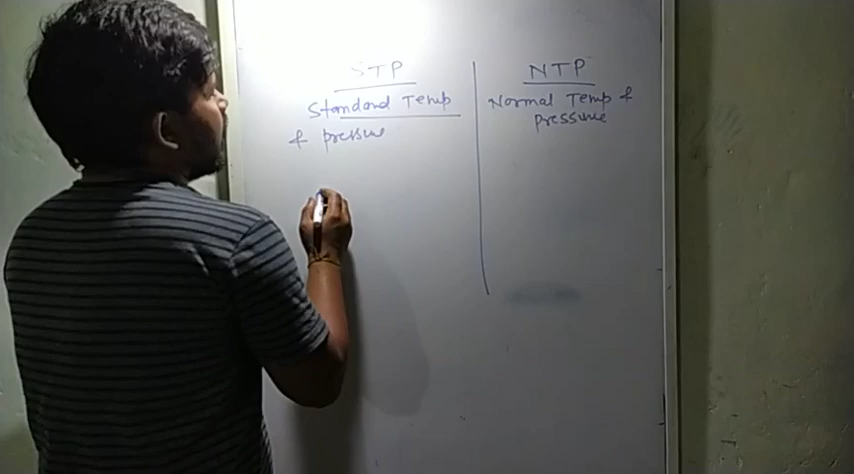 STP
Standard Temp
& pressure
NTP
Normal Temp &
pressure